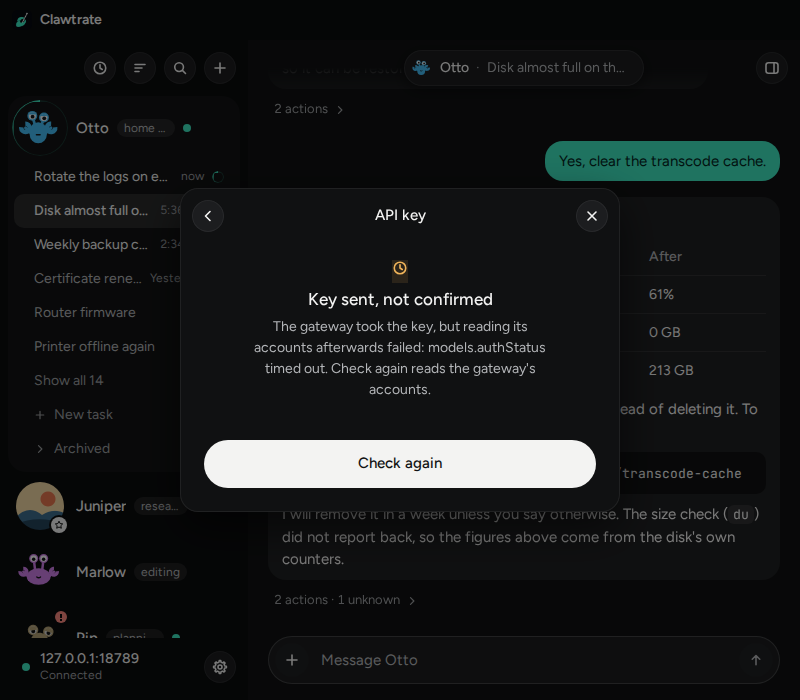 Clawtrate
Otto · Disk almost full on th...
2 actions
Otto
home ...
Yes, clear the transcode cache.
Rotate the logs on e... now
Disk almost full o... 5:36
Weekly backup c... 2:34
Certificate rene... Yeste
Router firmware
Printer offline again
Show all 14
New task
Archived
Juniper
resea...
Marlow
editing
Pip
planni...
127.0.0.1:18789
Connected
API key
Key sent, not confirmed
The gateway took the key, but reading its
accounts afterwards failed: models.authStatus
timed out. Check again reads the gateway's
accounts.
Check again
After
61%
0 GB
213 GB
ead of deleting it. To
/transcode-cache
I will remove it in a week unless you say otherwise. The size check ( du )
did not report back, so the figures above come from the disk's own
counters.
2 actions · 1 unknown
Message Otto